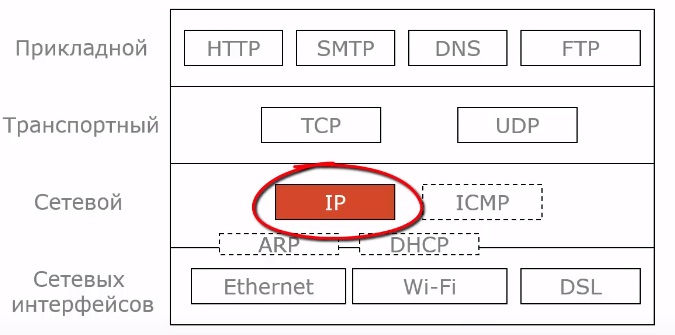 Прикладной HTTP SMTP DNS FTP
Транспортный TCP UDP
Сетевой IP ICMP
ARP DHCP
Сетевых
интерфейсов Ethernet Wi-Fi DSL